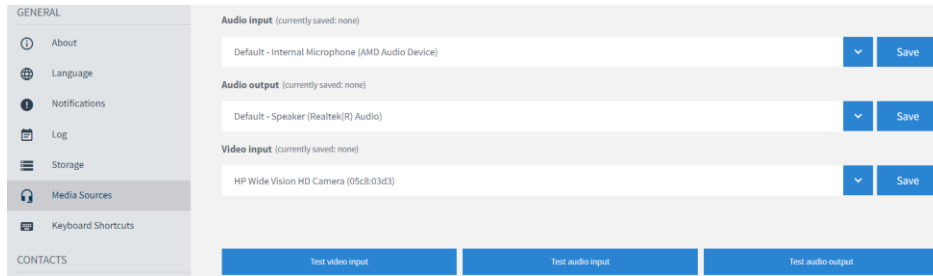 GENERAL
About
Language
Notifications
Log
Storage
Media Sources
Keyboard Shortcuts
CONTACTS
Audio input (currently saved: none)
Default - Internal Microphone (AMD Audio Device)
Save
Audio output (currently saved: none)
Default - Speaker (Realtek(R) Audio)
Save
Video input (currently saved: none)
HP Wide Vision HD Camera (05c8:03d3)
Save
Test video input
Test audio input
Test audio output